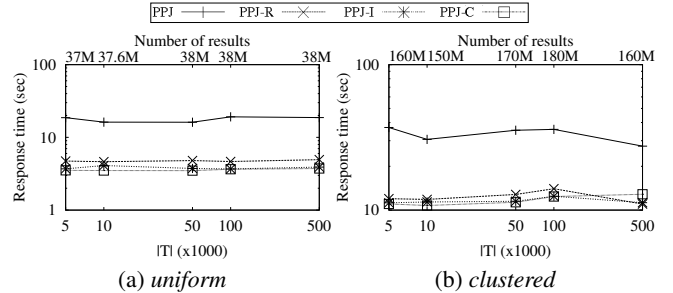 PPJ PPJ-R PPJ-I PPJ-C
Number of results
37M 37.6M 38M 38M 38M
100
10
1
Response time (sec)
5 10 50 100 500
|T| (x1000)
(a) uniform
Number of results
160M 150M 170M 180M 160M
100
10
Response time (sec)
5 10 50 100 500
|T| (x1000)
(b) clustered